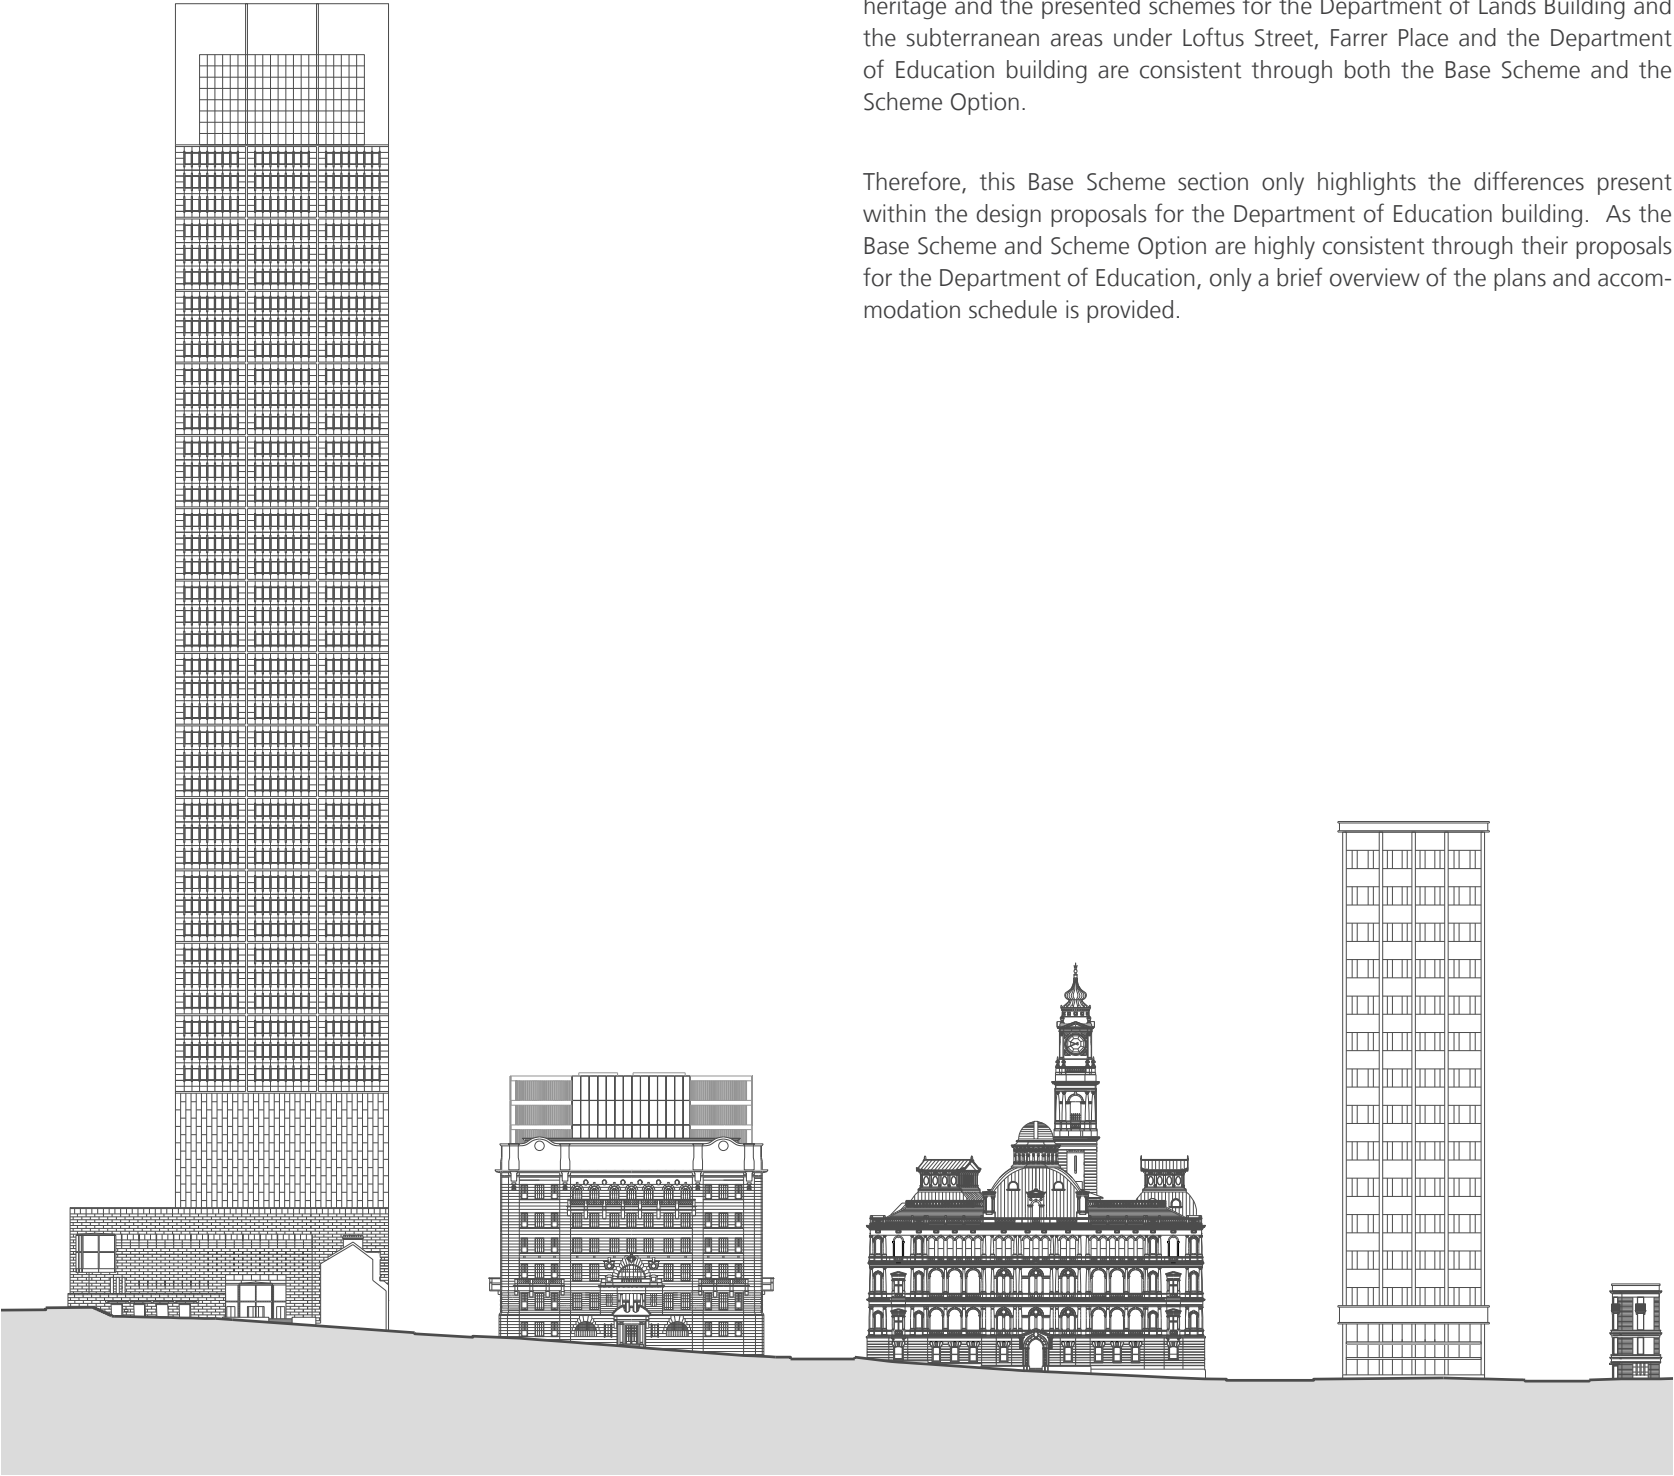 heritage and the presented schemes for the Department of Lands Building and
the subterranean areas under Loftus Street, Farrer Place and the Department
of Education building are consistent through both the Base Scheme and the
Scheme Option.
Therefore, this Base Scheme section only highlights the differences present
within the design proposals for the Department of Education building. As the
Base Scheme and Scheme Option are highly consistent through their proposals
for the Department of Education, only a brief overview of the plans and accom-
modation schedule is provided.